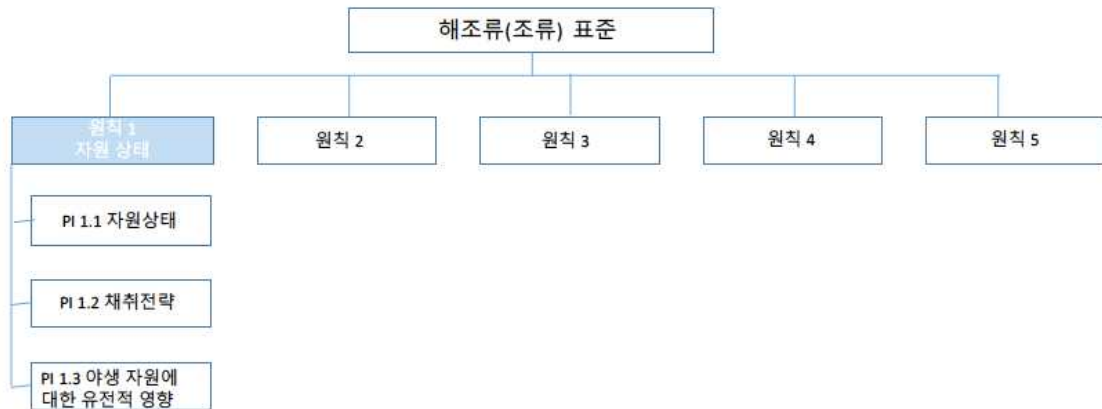 해조류(조류) 표준
원칙 1
자원 상태
원칙 2
원칙 3
원칙 4
원칙 5
PI 1.1 자원상태
PI 1.2 채취전략
PI 1.3 야생 자원에
대한 유전적 영향